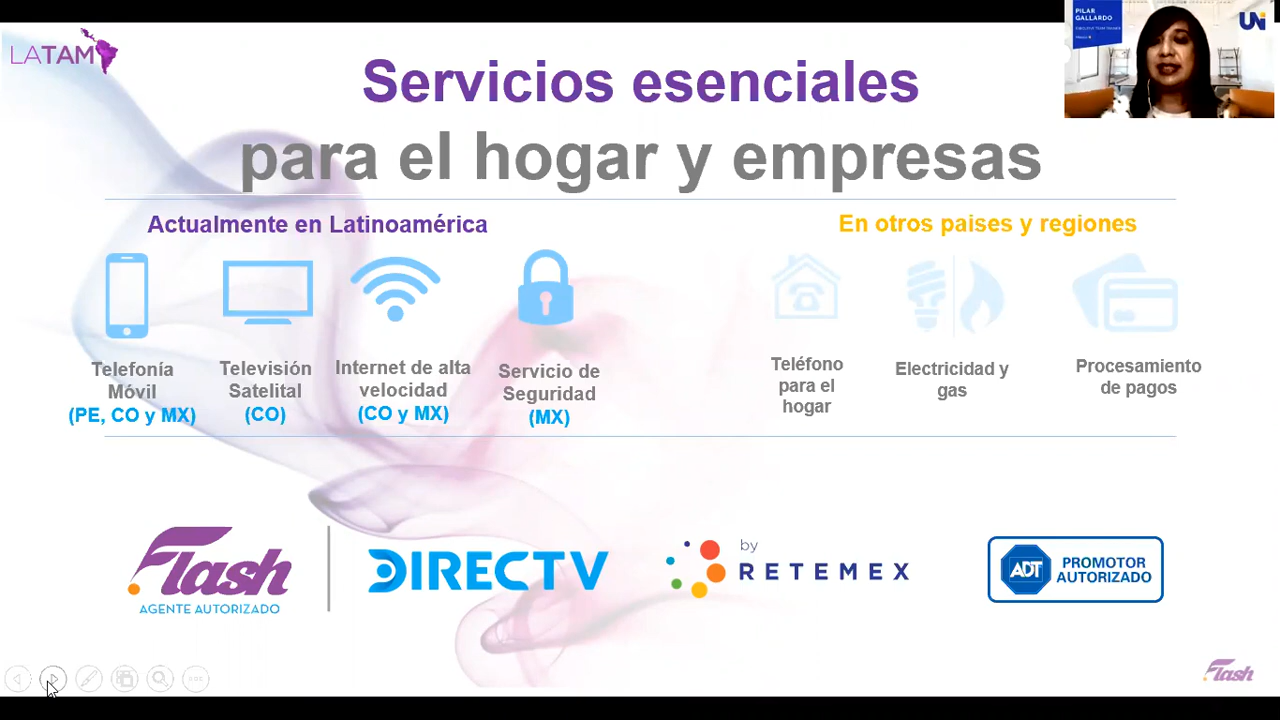 LATAM
PILAR
GALLARDO
UNi
Servicios esenciales
para el hogar y empresas
Actualmente en Latinoamérica
En otros paises y regiones
Telefonía
Móvil
(PE, CO y MX)
Televisión
Satelital
(CO)
Internet de alta
velocidad
(CO y MX)
Servicio de
Seguridad
(MX)
Teléfono
para el
hogar
Electricidad y
gas
Procesamiento
de pagos
Flash
AGENTE AUTORIZADO
DIRECTV
by
RETEMEX
ADT
PROMOTOR
AUTORIZADO
Flash